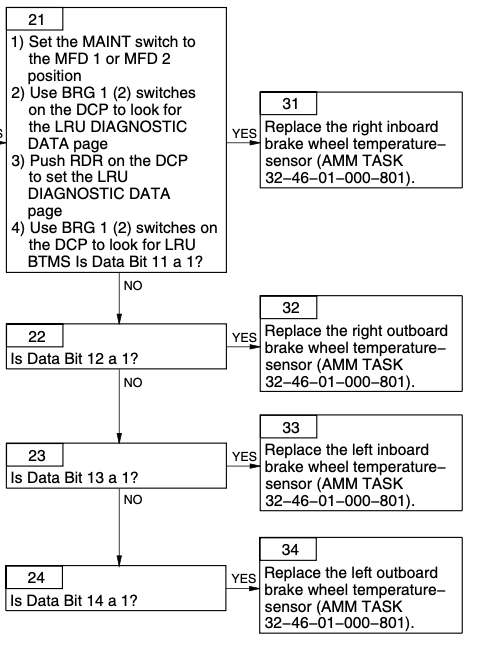 21
1) Set the MAINT switch to
the MFD 1 or MFD 2
position
2) Use BRG 1 (2) switches
on the DCP to look for
the LRU DIAGNOSTIC
DATA page
3) Push RDR on the DCP
to set the LRU
DIAGNOSTIC DATA
page
4) Use BRG 1 (2) switches on
the DCP to look for LRU
BTMS Is Data Bit 11 a 1?
YES
31
Replace the right inboard
brake wheel temperature–
sensor (AMM TASK
32–46–01–000–801).
NO
22
Is Data Bit 12 a 1?
YES
32
Replace the right outboard
brake wheel temperature–
sensor (AMM TASK
32–46–01–000–801).
NO
23
Is Data Bit 13 a 1?
YES
33
Replace the left inboard
brake wheel temperature–
sensor (AMM TASK
32–46–01–000–801).
NO
24
Is Data Bit 14 a 1?
YES
34
Replace the left outboard
brake wheel temperature–
sensor (AMM TASK
32–46–01–000–801).